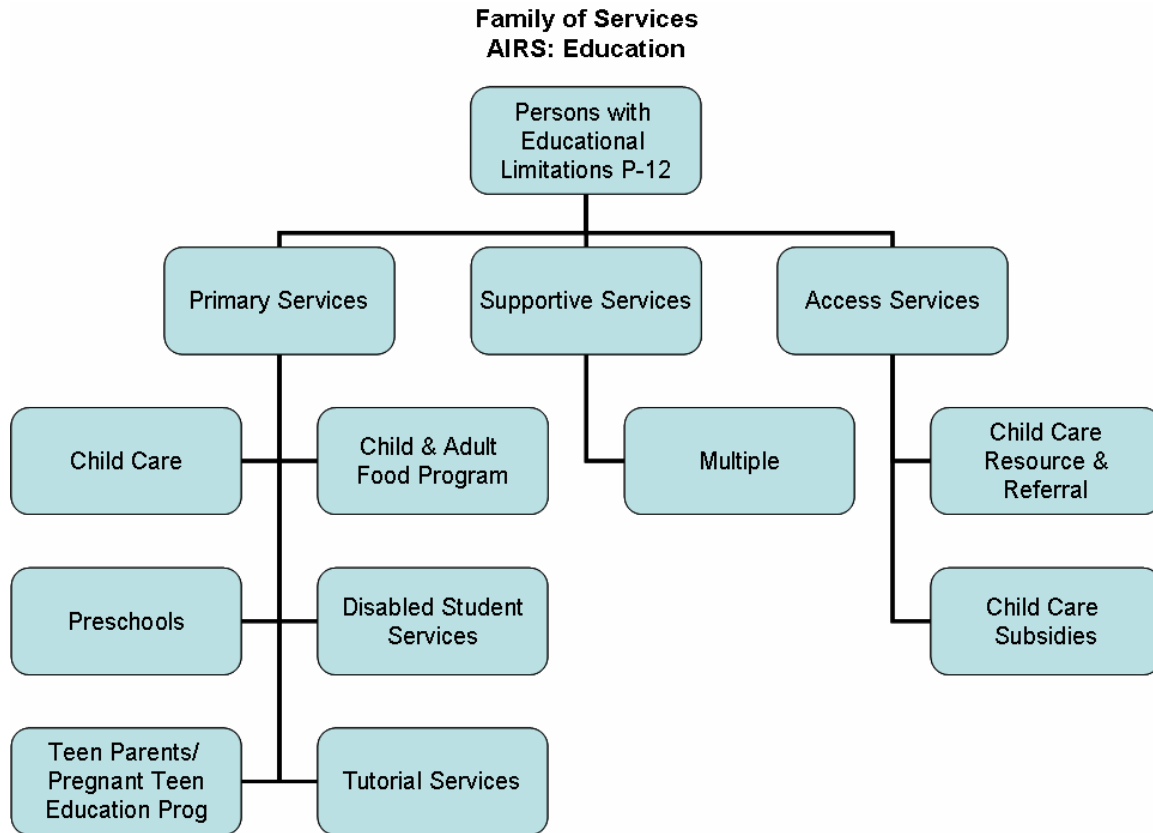 Family of Services
AIRS: Education
Persons with
Educational
Limitations P-12
Primary Services
Supportive Services
Access Services
Child Care
Child & Adult
Food Program
Multiple
Child Care
Resource &
Referral
Preschools
Disabled Student
Services
Child Care
Subsidies
Teen Parents/
Pregnant Teen
Education Prog
Tutorial Services